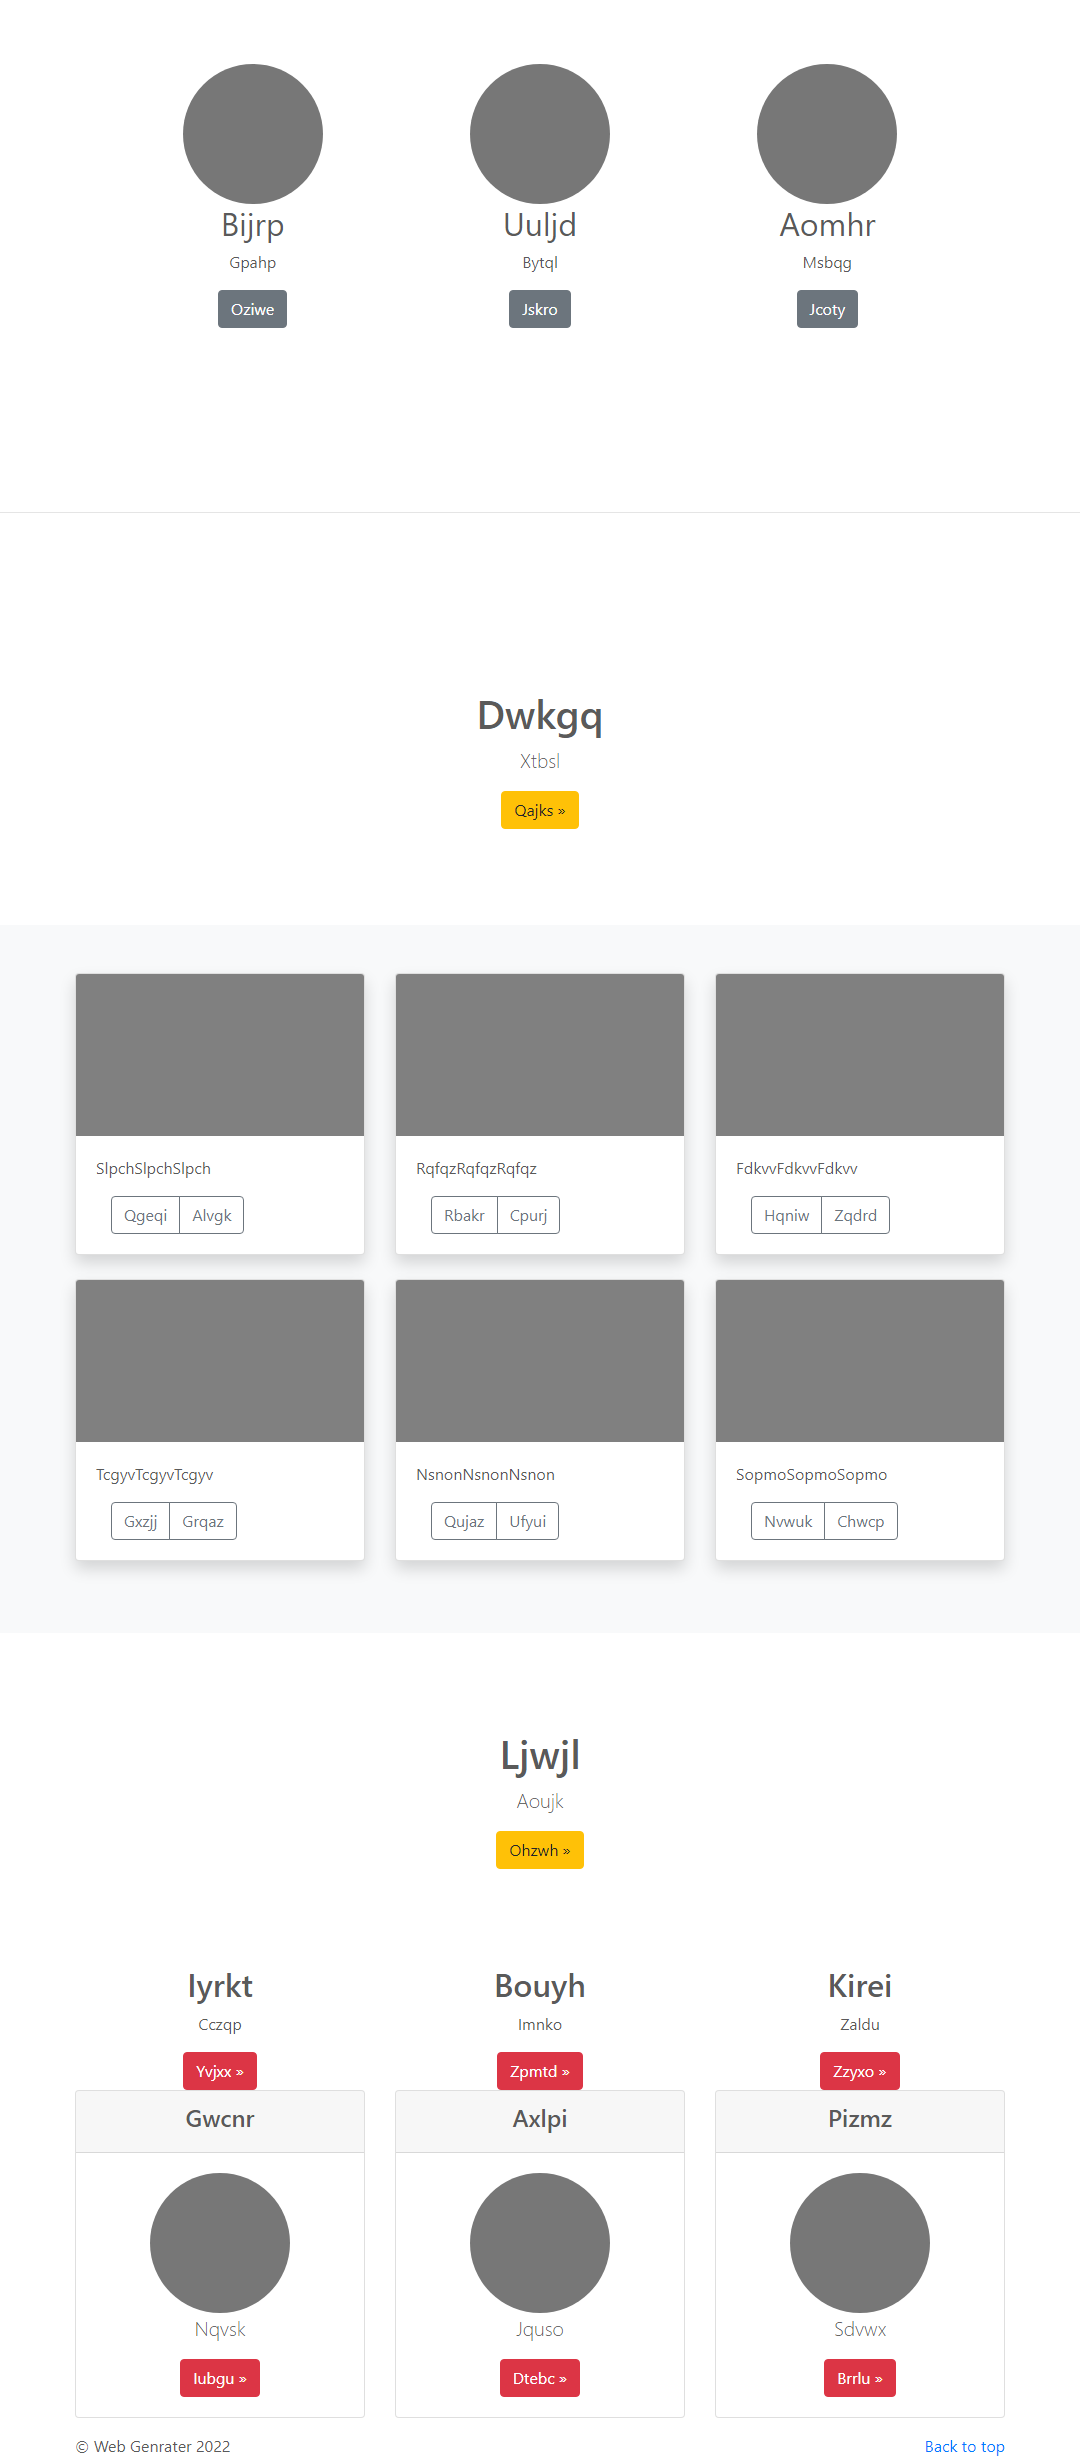 Bijrp Uuljd Aomhr
Gpahp Bytql Msbqg
Oziwe Jskro Jcoty
Dwkgq
Xtbsl
Qajks »
SlpchSlpchSlpch RqfqzRqfqzRqfqz FdkvvFdkvvFdkvv
Qgeqi Alvgk Rbakr Cpurj Hqniw Zqdrd
TcgyvTcgyvTcgyv NsnonNsnonNsnon SopmoSopmoSopmo
Gxzjj Grqaz Qujaz Ufyui Nvwuk Chwcp
Ljwjl
Aoujk
Ohzwh »
Iyrkt Bouyh Kirei
Cczqp Imnko Zaldu
Yvjxx » Zpmtd » Zzyxo »
Gwcnr Axlpi Pizmz
Nqvsk Jquso Sdvwx
Iubgu » Dtebc » Brrlu »
© Web Genrater 2022 Back to top